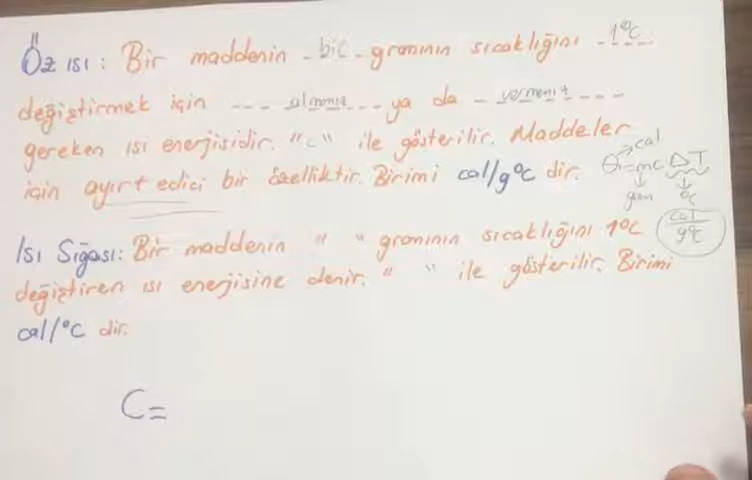 Öz ısı: Bir maddenin - bir - gramının sıcaklığını 1°C
değiştirmek için --- alması --- ya da - vermesi ---
gereken ısı enerjisidir. "c" ile gösterilir. Maddeler
için ayırt edici bir özelliktir. Birimi cal/g°C dir.
cal
Q=mcΔT
gram °C
cal
g°C
Isı Sığası: Bir maddenin " " gramının sıcaklığını 1°C
değiştiren ısı enerjisine denir. " " ile gösterilir. Birimi
cal/°C dir.
C=